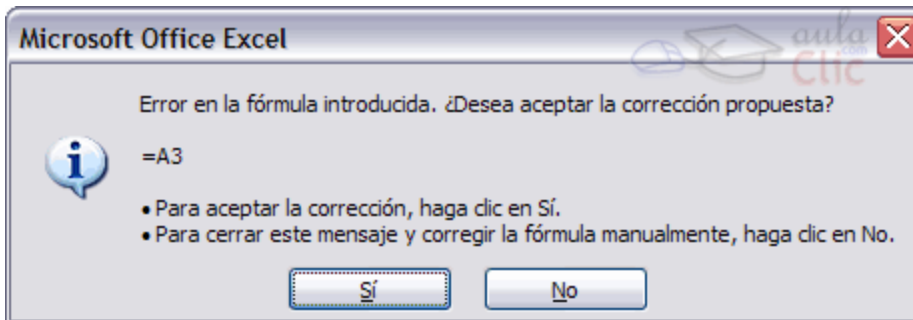 Microsoft Office Excel
aula
.com
Clic
Error en la fórmula introducida. ¿Desea aceptar la corrección propuesta?
=A3
• Para aceptar la corrección, haga clic en Sí.
• Para cerrar este mensaje y corregir la fórmula manualmente, haga clic en No.
Sí
No